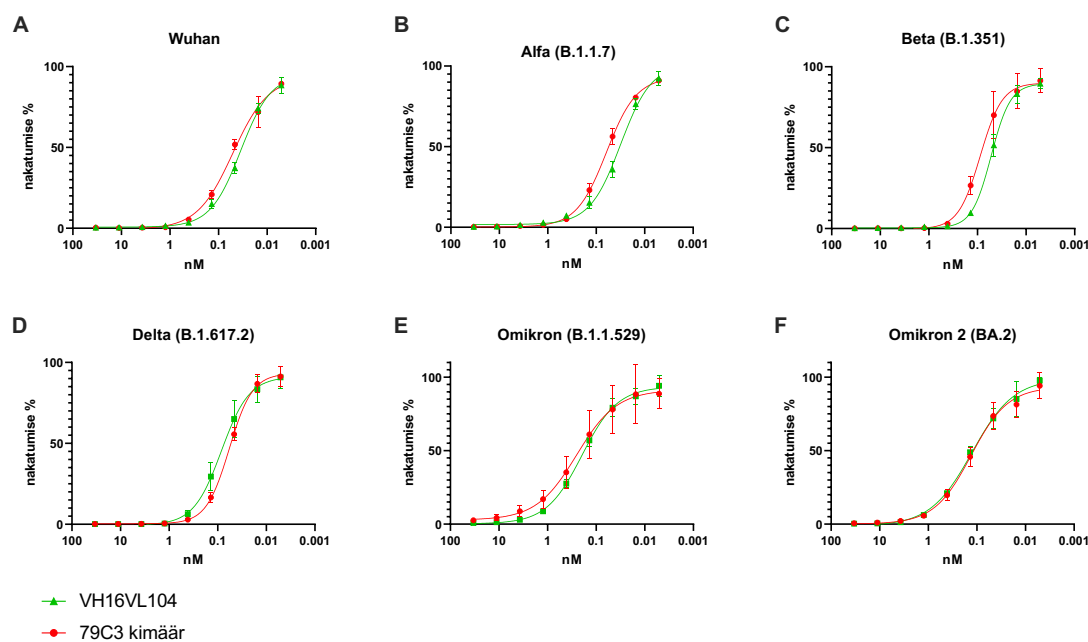 A
Wuhan
nakatumise %
100
50
0
100 10 1 0.1 0.01 0.001
nM
B
Alfa (B.1.1.7)
nakatumise %
100
50
0
100 10 1 0.1 0.01 0.001
nM
C
Beta (B.1.351)
nakatumise %
100
50
0
100 10 1 0.1 0.01 0.001
nM
D
Delta (B.1.617.2)
nakatumise %
100
50
0
100 10 1 0.1 0.01 0.001
nM
E
Omikron (B.1.1.529)
nakatumise %
100
50
0
100 10 1 0.1 0.01 0.001
nM
F
Omikron 2 (BA.2)
nakatumise %
100
50
0
100 10 1 0.1 0.01 0.001
nM
VH16VL104
79C3 kimäär